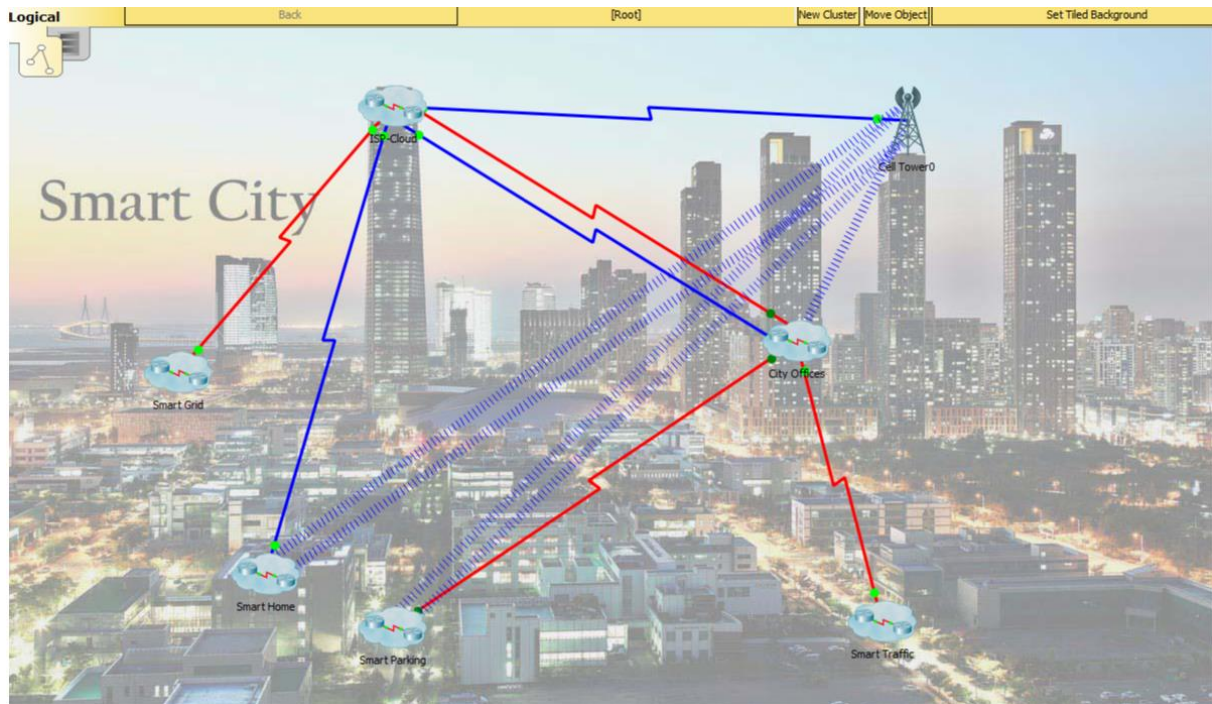 Logical
Back
[Root]
New Cluster
Move Object
Set Tiled Background
ISP-Cloud
Cell Tower0
Smart City
City Offices
Smart Grid
Smart Home
Smart Parking
Smart Traffic